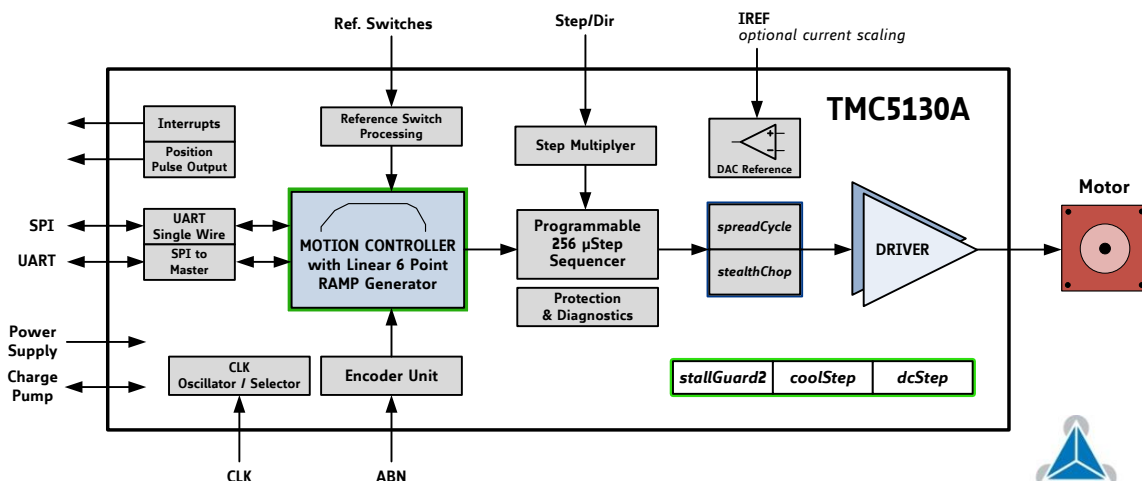 Ref. Switches
Step/Dir
IREF
optional current scaling
TMC5130A
Interrupts
Position
Pulse Output
Reference Switch
Processing
Step Multiplyer
+
−
DAC Reference
Motor
SPI
UART
UART
Single Wire
SPI to
Master
MOTION CONTROLLER
with Linear 6 Point
RAMP Generator
Programmable
256 µStep
Sequencer
spreadCycle
stealthChop
DRIVER
Protection
& Diagnostics
Power
Supply
Charge
Pump
CLK
Oscillator / Selector
Encoder Unit
stallGuard2
coolStep
dcStep
CLK
ABN